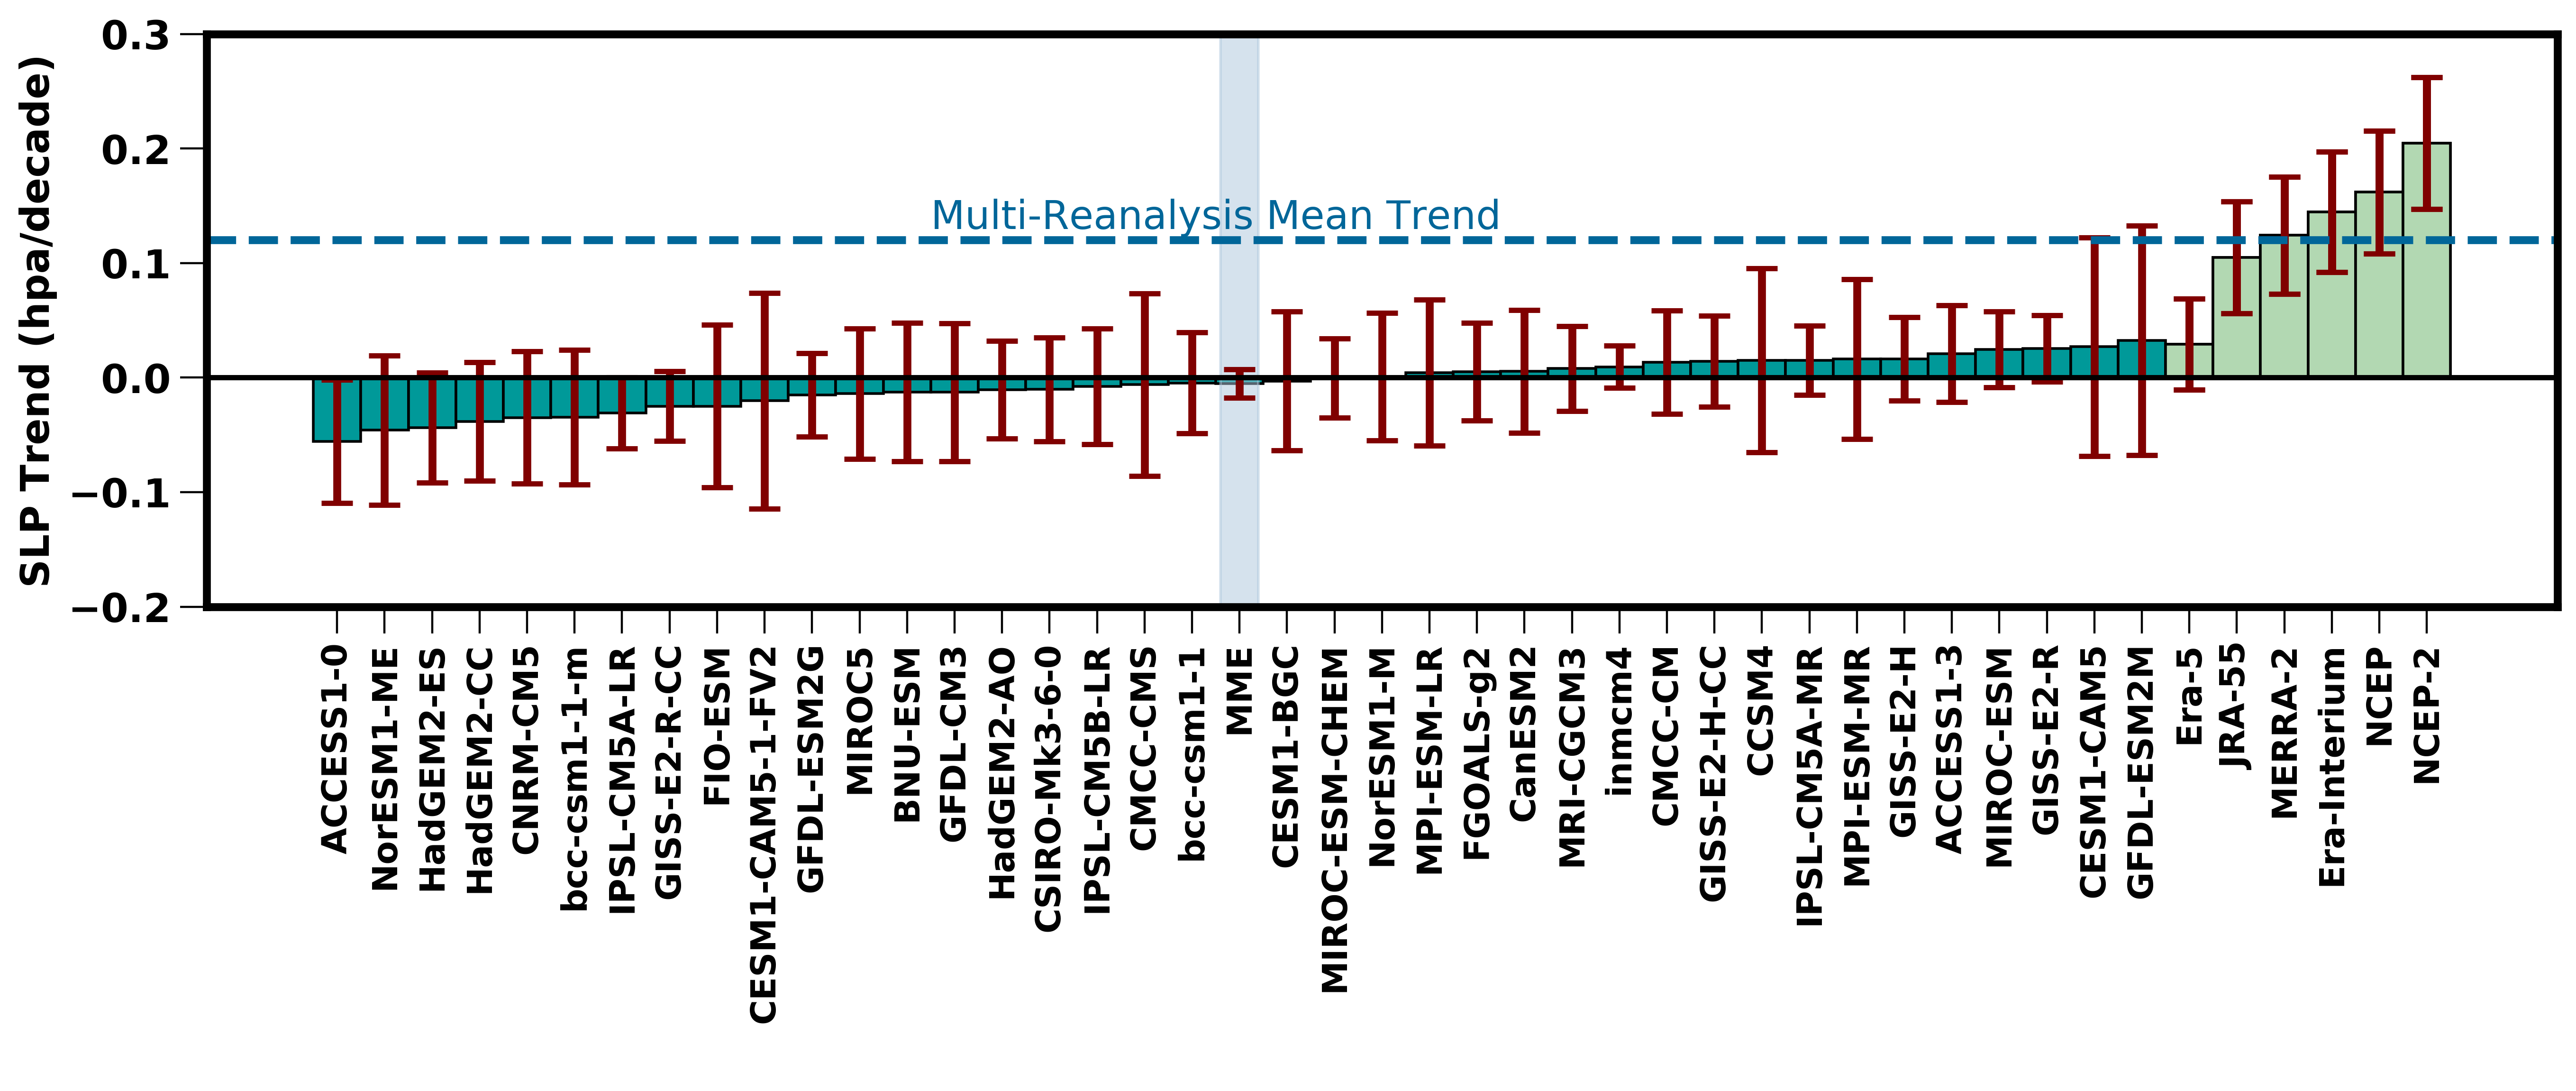 SLP Trend (hpa/decade)
0.3
0.2
0.1
0.0
−0.1
−0.2
Multi-Reanalysis Mean Trend
ACCESS1-0
NorESM1-ME
HadGEM2-ES
HadGEM2-CC
CNRM-CM5
bcc-csm1-1-m
IPSL-CM5A-LR
GISS-E2-R-CC
FIO-ESM
CESM1-CAM5-1-FV2
GFDL-ESM2G
MIROC5
BNU-ESM
GFDL-CM3
HadGEM2-AO
CSIRO-Mk3-6-0
IPSL-CM5B-LR
CMCC-CMS
bcc-csm1-1
MME
CESM1-BGC
MIROC-ESM-CHEM
NorESM1-M
MPI-ESM-LR
FGOALS-g2
CanESM2
MRI-CGCM3
inmcm4
CMCC-CM
GISS-E2-H-CC
CCSM4
IPSL-CM5A-MR
MPI-ESM-MR
GISS-E2-H
ACCESS1-3
MIROC-ESM
GISS-E2-R
CESM1-CAM5
GFDL-ESM2M
Era-5
JRA-55
MERRA-2
Era-Interium
NCEP
NCEP-2